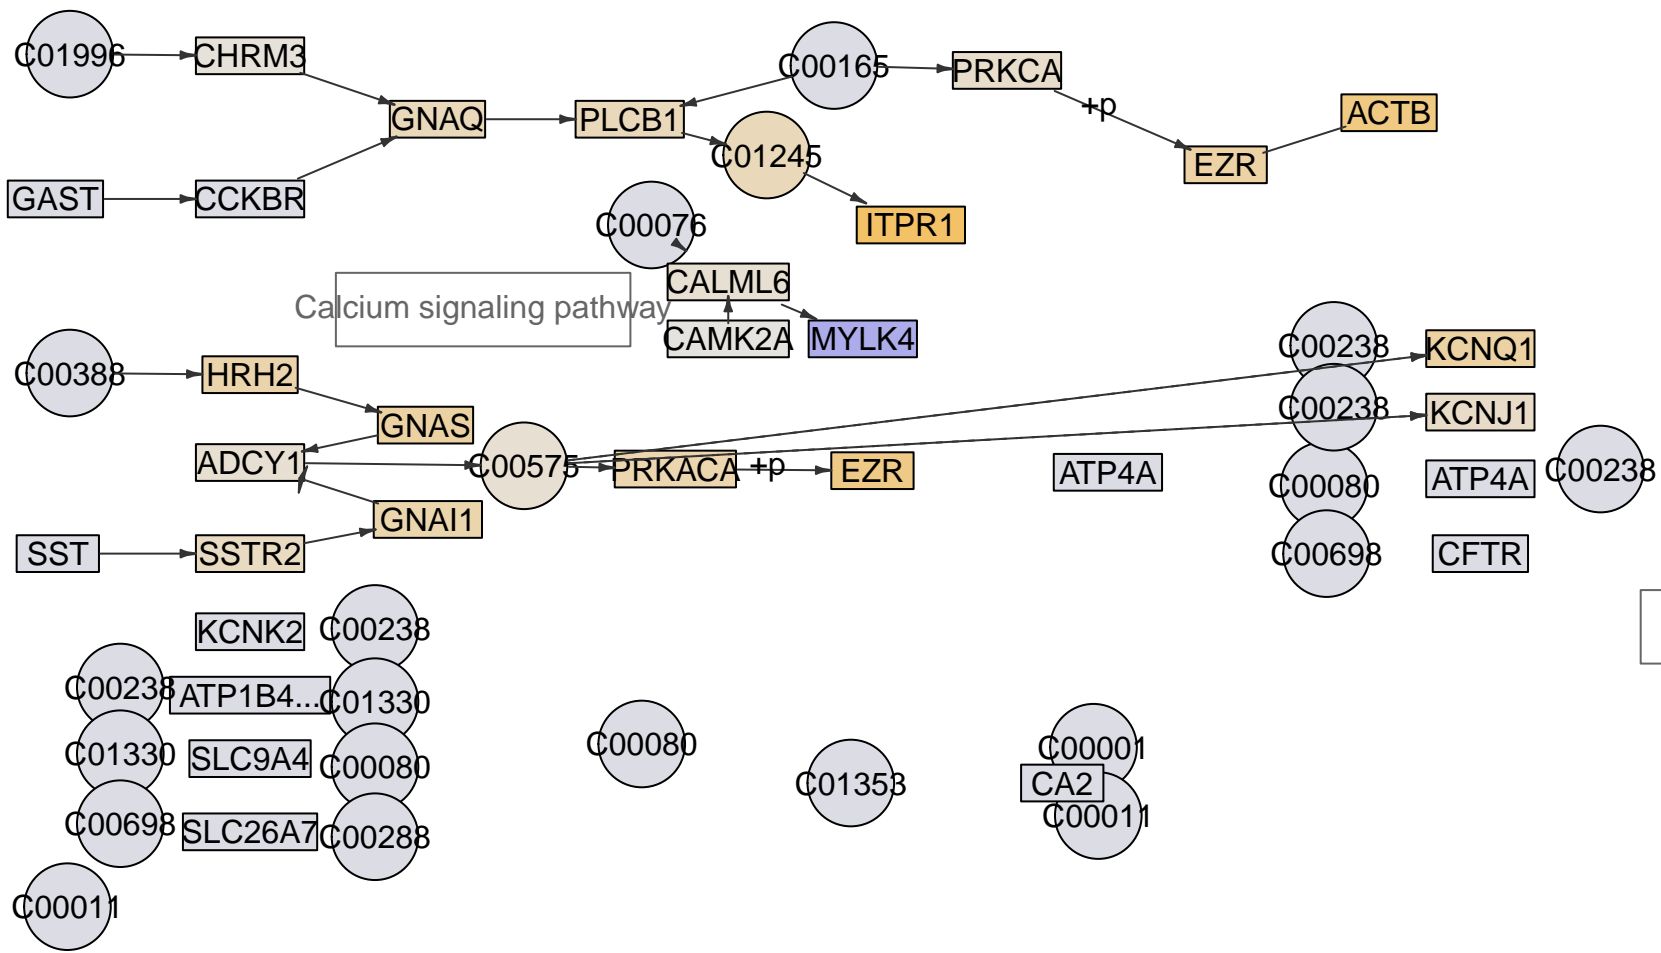 C01996
CHRM3
C00165
PRKCA
+p
ACTB
GNAQ
PLCB1
C01245
EZR
GAST
CCKBR
C00076
ITPR1
CALML6
Calcium signaling pathway
CAMK2A
MYLK4
C00238
KCNQ1
C00388
HRH2
C00238
KCNJ1
GNAS
ADCY1
C00575
PRKACA
+p
EZR
ATP4A
C00080
ATP4A
C00238
GNAI1
SST
SSTR2
C00698
CFTR
KCNK2
C00238
C00238
ATP1B4...
C01330
C01330
SLC9A4
C00080
C00080
C01353
C00001
CA2
C00011
C00698
SLC26A7
C00288
C00011